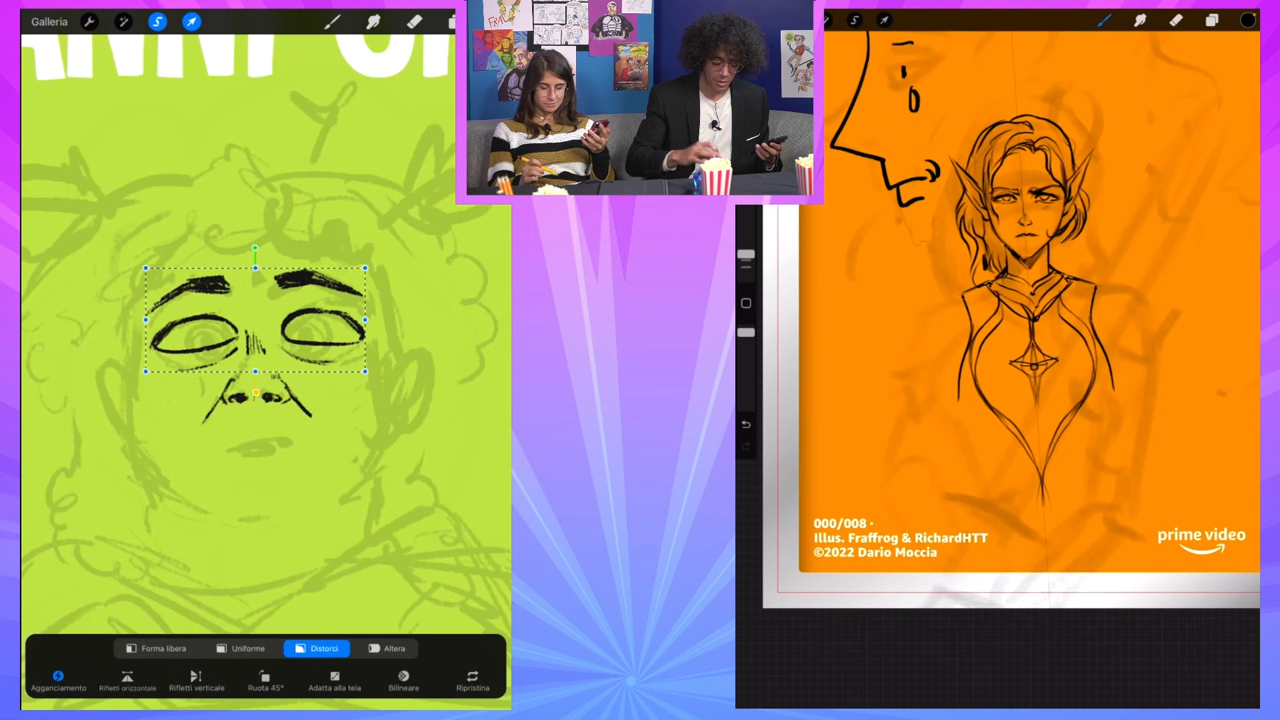 Galleria
000/008 ·
Illus. Fraffrog & RichardHTT
©2022 Dario Moccia
prime video
Forma libera
Uniforme
Distorci
Altera
Agganciamento
Rifletti orizzontale
Rifletti verticale
Ruota 45°
Adatta alla tela
Bilineare
Ripristina